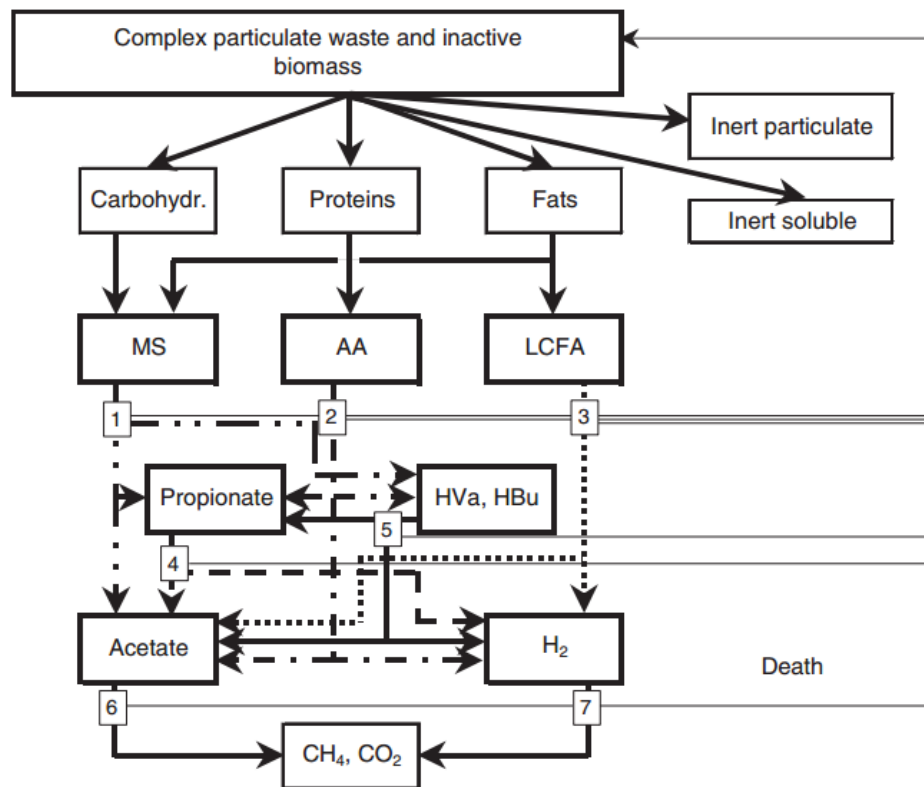 Complex particulate waste and inactive
biomass
Inert particulate
Carbohydr.
Proteins
Fats
Inert soluble
MS
AA
LCFA
1
2
3
Propionate
HVa, HBu
5
4
Acetate
H₂
Death
6
7
CH₄, CO₂